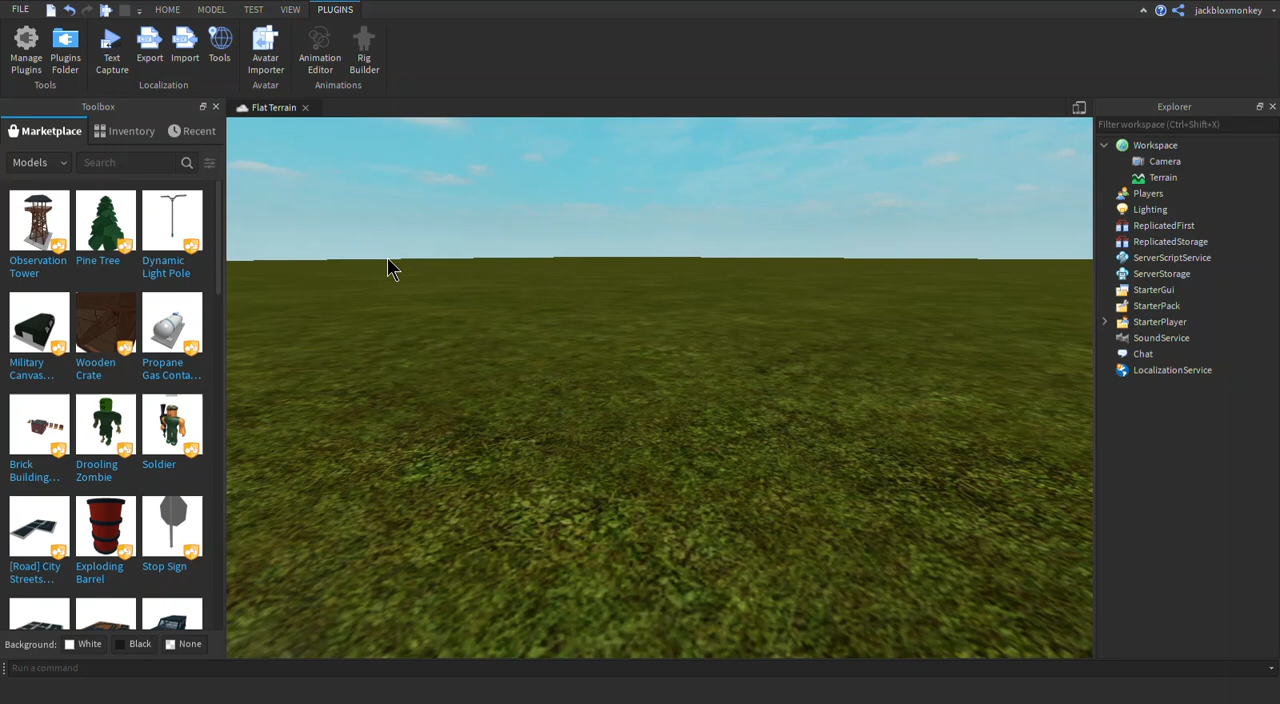 FILE
HOME
MODEL
TEST
VIEW
PLUGINS
jackbloxmonkey
Manage
Plugins
Plugins
Folder
Text
Capture
Export
Import
Tools
Avatar
Importer
Animation
Editor
Rig
Builder
Tools
Localization
Avatar
Animations
Toolbox
Marketplace
Inventory
Recent
Models
Search
Observation
Tower
Pine Tree
Dynamic
Light Pole
Military
Canvas...
Wooden
Crate
Propane
Gas Conta...
Brick
Building...
Drooling
Zombie
Soldier
[Road] City
Streets...
Exploding
Barrel
Stop Sign
Background:
White
Black
None
Run a command
Flat Terrain
Explorer
Filter workspace (Ctrl+Shift+X)
Workspace
Camera
Terrain
Players
Lighting
ReplicatedFirst
ReplicatedStorage
ServerScriptService
ServerStorage
StarterGui
StarterPack
StarterPlayer
SoundService
Chat
LocalizationService